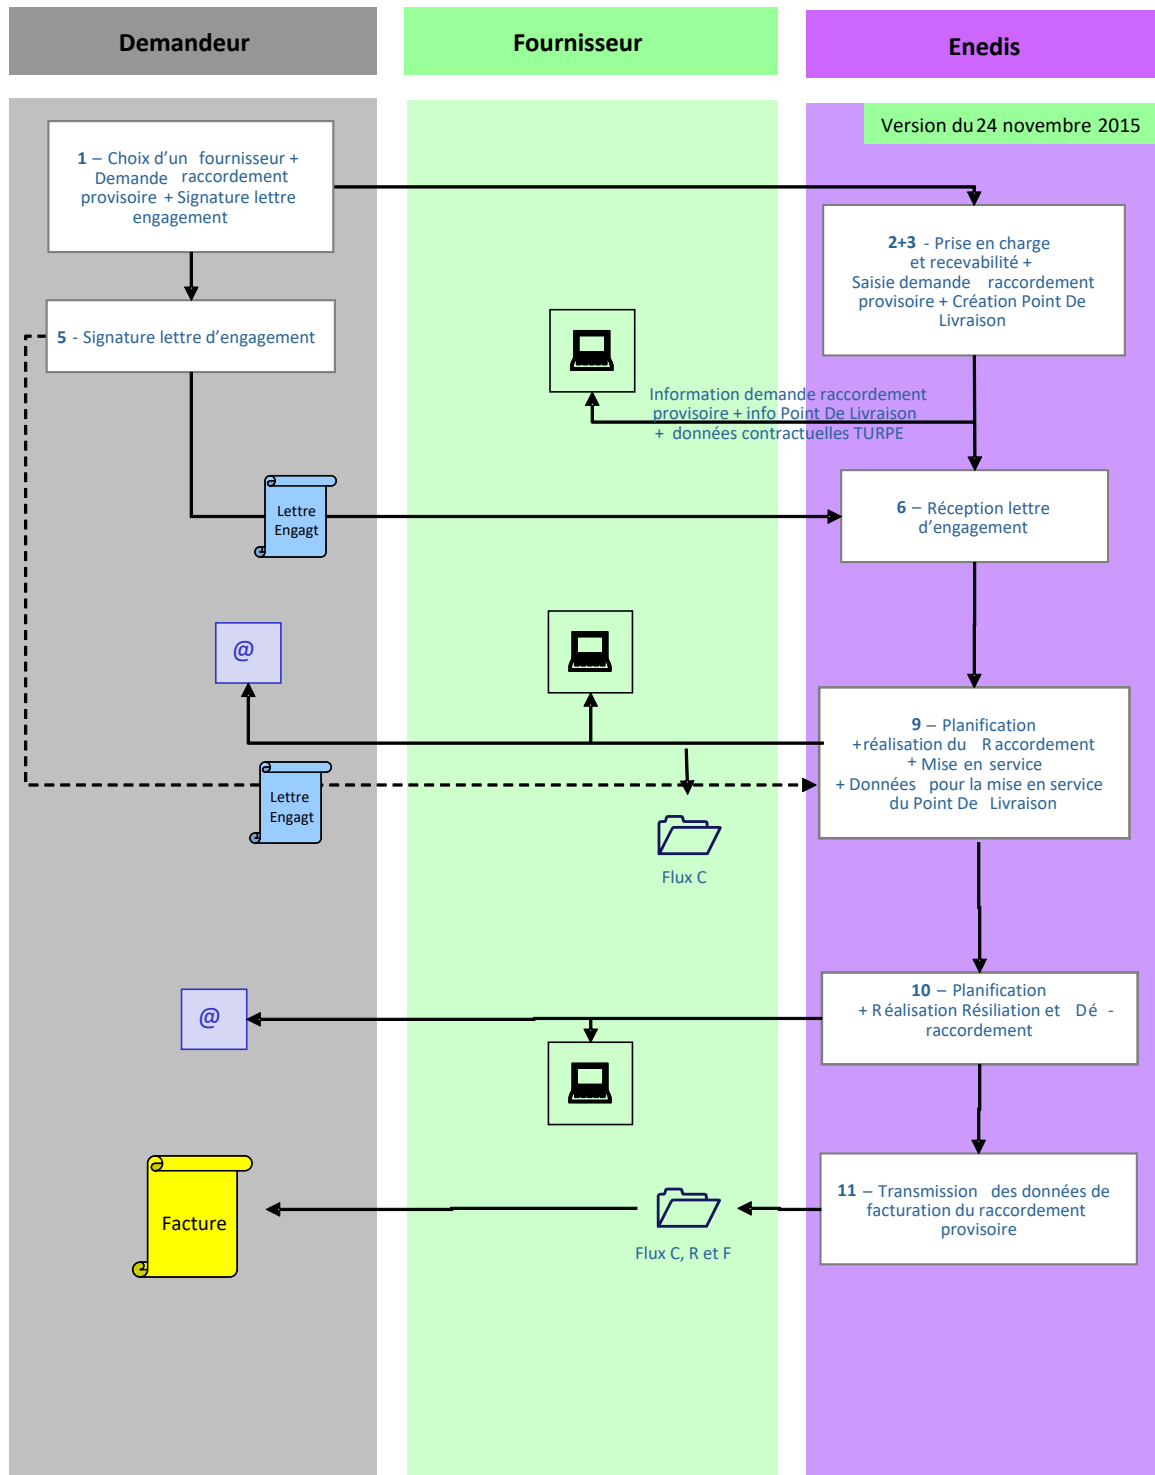 Demandeur
Fournisseur
Enedis
Version du 24 novembre 2015
1 – Choix d'un fournisseur +
Demande raccordement
provisoire + Signature lettre
engagement
2+3 - Prise en charge
et recevabilité +
Saisie demande raccordement
provisoire + Création Point De
Livraison
5 - Signature lettre d'engagement
Information demande raccordement
provisoire + info Point De Livraison
+ données contractuelles TURPE
Lettre
Engagt
6 – Réception lettre
d'engagement
@
9 – Planification
+réalisation du R accordement
+ Mise en service
+ Données pour la mise en service
du Point De Livraison
Lettre
Engagt
Flux C
10 – Planification
+ R éalisation Résiliation et Dé -
raccordement
@
11 – Transmission des données de
facturation du raccordement
provisoire
Facture
Flux C, R et F